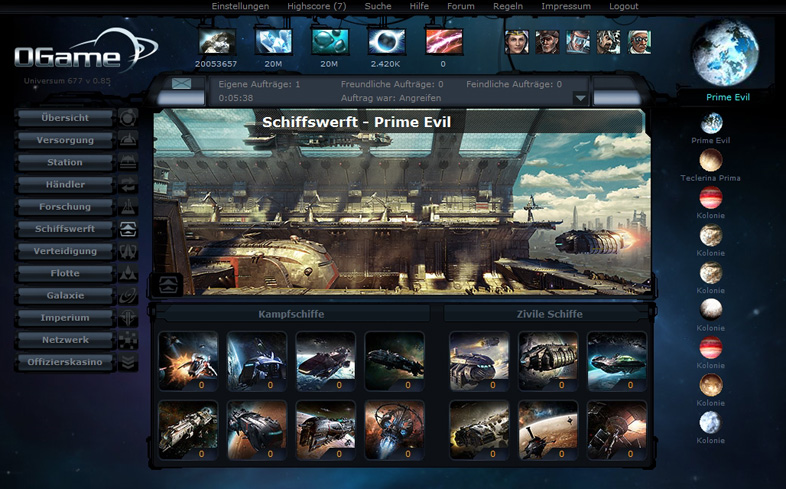 Einstellungen Highscore (7) Suche Hilfe Forum Regeln Impressum Logout
OGame
Universum 677 v 0.85
20053657 20M 20M 2.420K 0
Prime Evil
Eigene Aufträge: 1 Freundliche Aufträge: 0 Feindliche Aufträge: 0
0:05:38 Auftrag war: Angreifen
Übersicht
Versorgung
Station
Händler
Forschung
Schiffswerft
Verteidigung
Flotte
Galaxie
Imperium
Netzwerk
Offizierskasino
Schiffswerft - Prime Evil
Kampfschiffe Zivile Schiffe
0 0 0 0 0 0 0
0 0 0 0 0 0 0
Prime Evil
Teclerina Prima
Kolonie
Kolonie
Kolonie
Kolonie
Kolonie
Kolonie
Kolonie